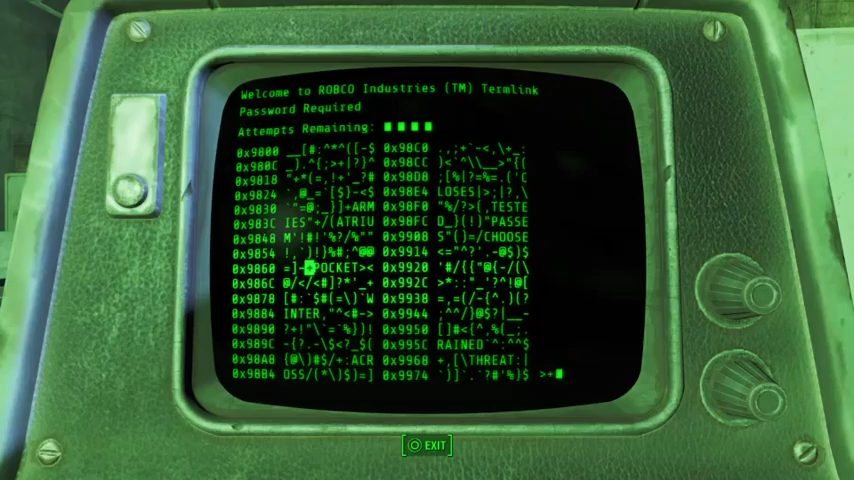 Welcome to ROBCO Industries (TM) Termlink
Password Required
Attempts Remaining: ■ ■ ■ ■
0x9800 __[#:^*^([-$ 0x98C0 .,;+`-<,\+_:
0x980C _).^{;>+|?)^ 0x98CC )<`^\\__>"{(
0x9818 "+*(=,!+'_?# 0x98D8 ;[%|?=%=.('C
0x9824 `,@_=`[$}-<$ 0x98E4 LOSES|>;|?,\
0x9830 `"=@;_}]+ARM 0x98F0 "%/?>(,TESTE
0x983C IES"+/(ATRIU 0x98FC D_}(!)"PASSE
0x9848 M'!#!'%?/%"" 0x9908 S"()=/CHOOSE
0x9854 !,`)!}%#;^@@ 0x9914 <="^?'.-@$)$
0x9860 =]-+POCKET>< 0x9920 '#/{{"@{-/(\
0x986C @/</<#]?*'_+ 0x992C >*::"_'?^!@[
0x9878 [#:`$#(=\)`W 0x9938 =,=(/-{^.)(?
0x9884 INTER,"^<#-> 0x9944 ;^^/}@$?|__-
0x9890 ?+!"\`=`%})! 0x9950 []#<{^,%(_;.
0x989C -{?.-\$<?_$( 0x995C RAINED`^:^^$
0x98A8 {@\)#$/+:ACR 0x9968 +,[\THREAT:|
0x98B4 OSS/(*\)$)=] 0x9974 `)]`.`?#'%)$ >+■
EXIT